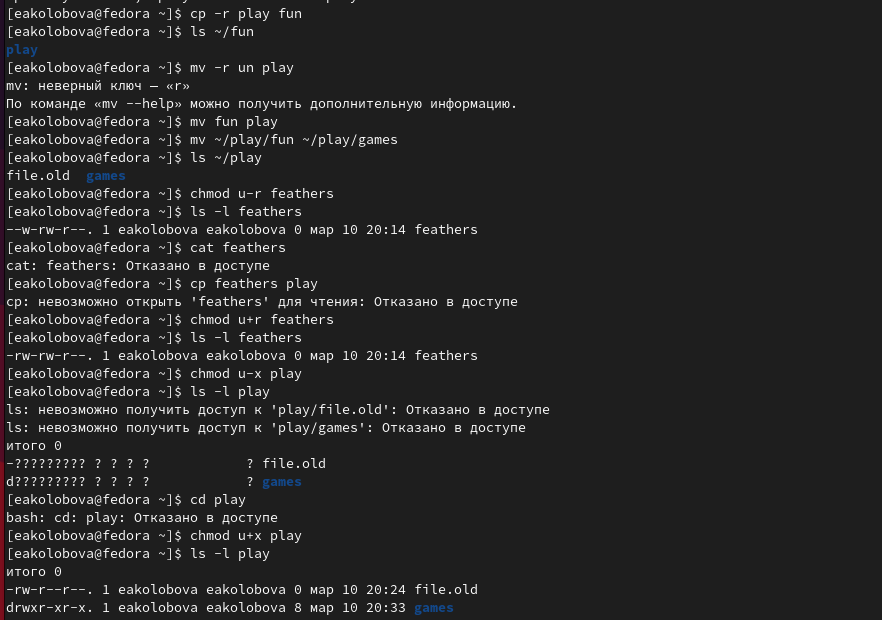 [eakolobova@fedora ~]$ cp -r play fun
[eakolobova@fedora ~]$ ls ~/fun
play
[eakolobova@fedora ~]$ mv -r un play
mv: неверный ключ — «r»
По команде «mv --help» можно получить дополнительную информацию.
[eakolobova@fedora ~]$ mv fun play
[eakolobova@fedora ~]$ mv ~/play/fun ~/play/games
[eakolobova@fedora ~]$ ls ~/play
file.old  games
[eakolobova@fedora ~]$ chmod u-r feathers
[eakolobova@fedora ~]$ ls -l feathers
--w-rw-r--. 1 eakolobova eakolobova 0 мар 10 20:14 feathers
[eakolobova@fedora ~]$ cat feathers
cat: feathers: Отказано в доступе
[eakolobova@fedora ~]$ cp feathers play
cp: невозможно открыть 'feathers' для чтения: Отказано в доступе
[eakolobova@fedora ~]$ chmod u+r feathers
[eakolobova@fedora ~]$ ls -l feathers
-rw-rw-r--. 1 eakolobova eakolobova 0 мар 10 20:14 feathers
[eakolobova@fedora ~]$ chmod u-x play
[eakolobova@fedora ~]$ ls -l play
ls: невозможно получить доступ к 'play/file.old': Отказано в доступе
ls: невозможно получить доступ к 'play/games': Отказано в доступе
итого 0
-????????? ? ? ? ?            ? file.old
d????????? ? ? ? ?            ? games
[eakolobova@fedora ~]$ cd play
bash: cd: play: Отказано в доступе
[eakolobova@fedora ~]$ chmod u+x play
[eakolobova@fedora ~]$ ls -l play
итого 0
-rw-r--r--. 1 eakolobova eakolobova 0 мар 10 20:24 file.old
drwxr-xr-x. 1 eakolobova eakolobova 8 мар 10 20:33 games